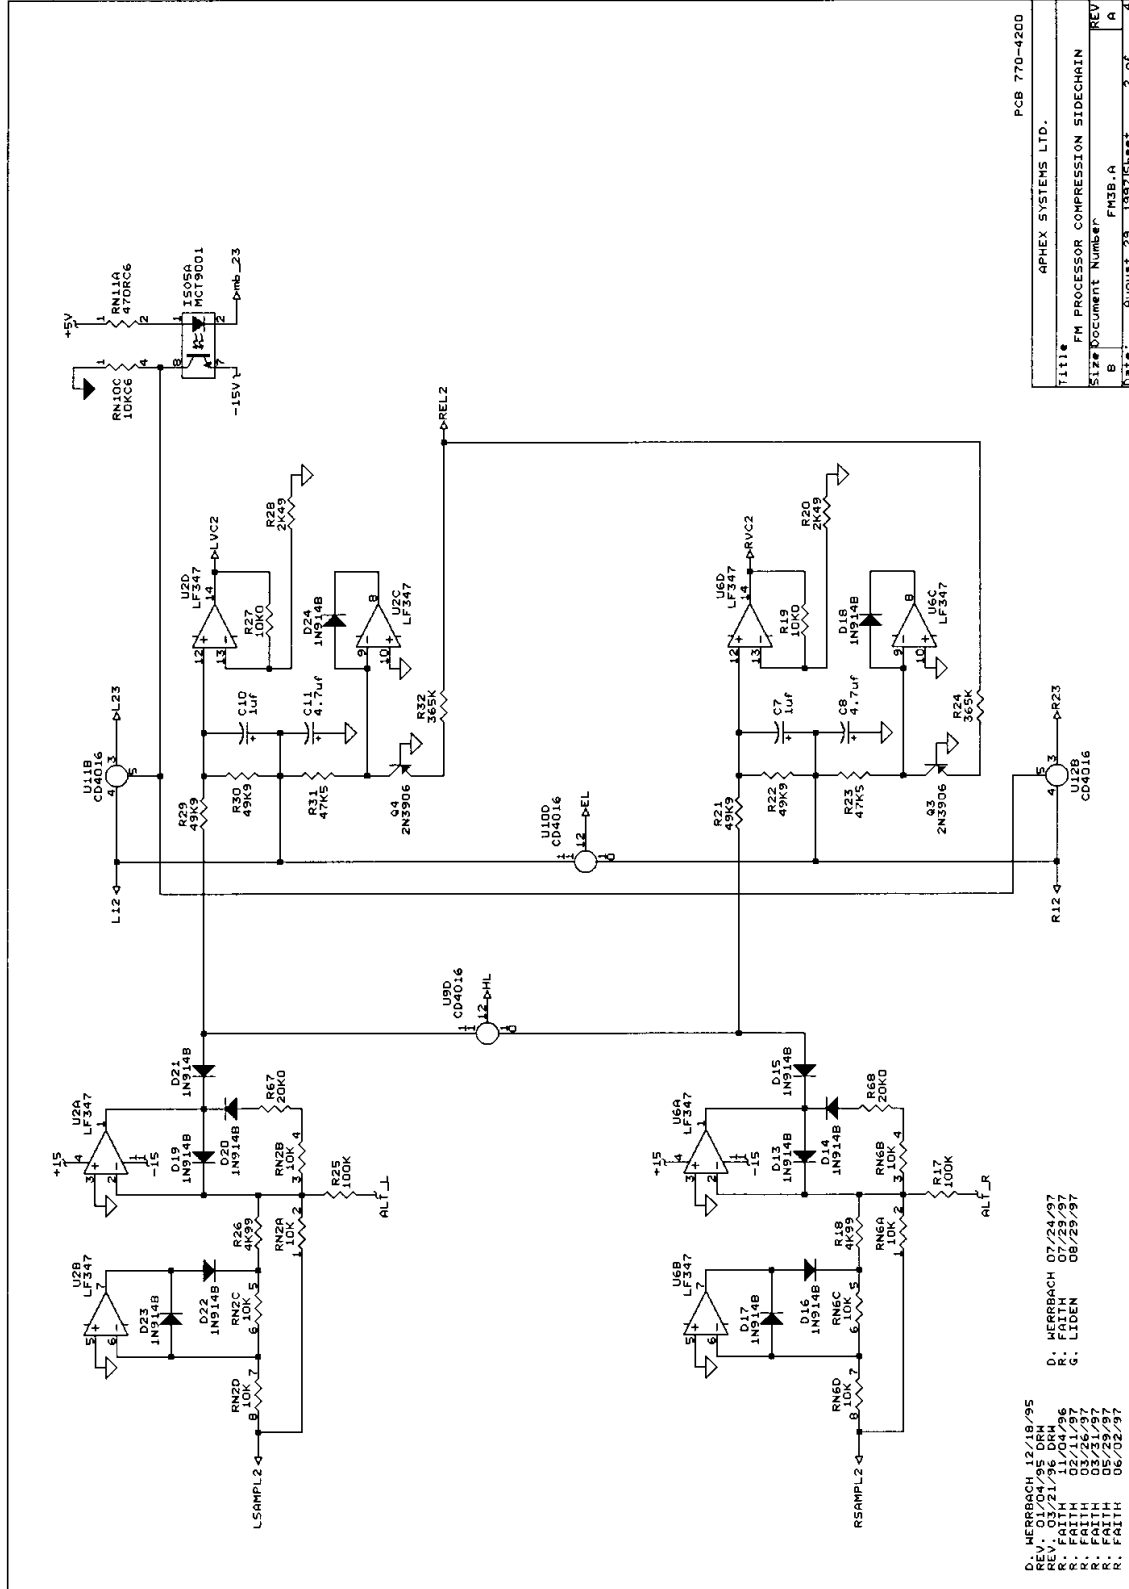 +15
U2A
LF347
D21
1N914B
D19
1N914B
D20
1N914B
R67
20K0
RN2B
10K
R25
100K
ALT_L
R26
4K99
RN2A
10K
U2B
LF347
D23
1N914B
D22
1N914B
RN2C
10K
RN2D
10K
LSAMPL2
-15
U9D
CD4016
HL
L12
U11B
CD4016
L23
R29
49K9
R30
49K9
R31
47K5
C10
1uf
C11
4.7uf
Q4
2N3906
R32
365K
U2D
LF347
LVC2
R27
10K0
R28
2K49
D24
1N914B
U2C
LF347
REL2
RN10C
10KC6
+5V
RN11A
470RC6
ISO5A
MCT9001
mb_23
-15V
U10D
CD4016
EL
+15
U6A
LF347
-15
D15
1N914B
D13
1N914B
D14
1N914B
R68
20K0
RN6B
10K
R17
100K
ALT_R
R18
4K99
RN6A
10K
U6B
LF347
D17
1N914B
D16
1N914B
RN6C
10K
RN6D
10K
RSAMPL2
R21
49K9
R22
49K9
R23
47K5
C7
1uf
C8
4.7uf
Q3
2N3906
R24
365K
U6D
LF347
RVC2
R19
10K0
R20
2K49
D18
1N914B
U6C
LF347
R12
U12B
CD4016
R23
D. WERRBACH 12/18/95
REV. 01/04/95 DRW
REV. 03/21/96 DRW
R. FAITH 11/04/96
R. FAITH 02/11/97
R. FAITH 03/26/97
R. FAITH 03/31/97
R. FAITH 05/29/97
R. FAITH 06/02/97
D. WERRBACH 07/24/97
R. FAITH 07/29/97
G. LIDEN 08/29/97
PCB 770-4200
APHEX SYSTEMS LTD.
Title
FM PROCESSOR COMPRESSION SIDECHAIN
Size Document Number REV
B FM3B.A A
Date: August 29, 1997 Sheet